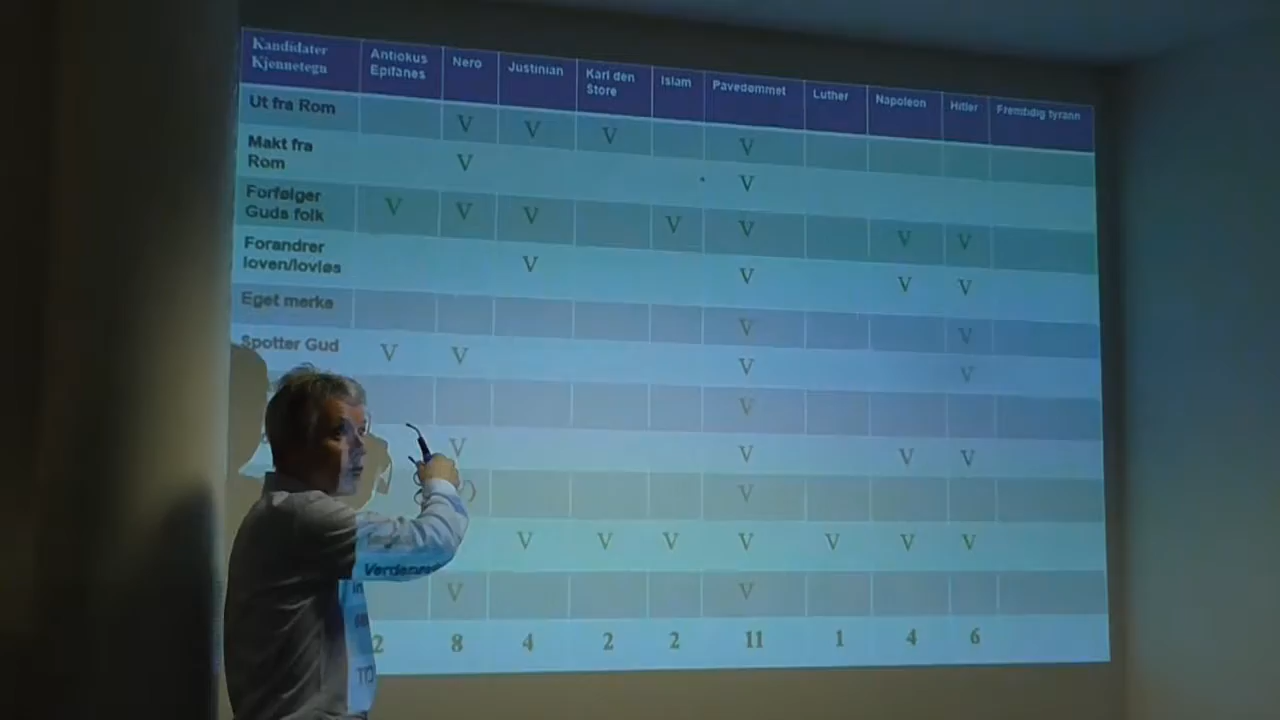 Kandidater
Kjennetegn
Antiokus
Epifanes
Nero
Justinian
Karl den
Store
Islam
Pavedømmet
Luther
Napoleon
Hitler
Fremtidig tyrann
Ut fra Rom V V V V
Makt fra
Rom V V
Forfølger
Guds folk V V V V V V V
Forandrer
loven/lovløs V V V V
Eget merke V V
Spotter Gud V V V V
V
V V V V
V
V V V V V V V
V V
2 8 4 2 2 11 1 4 6